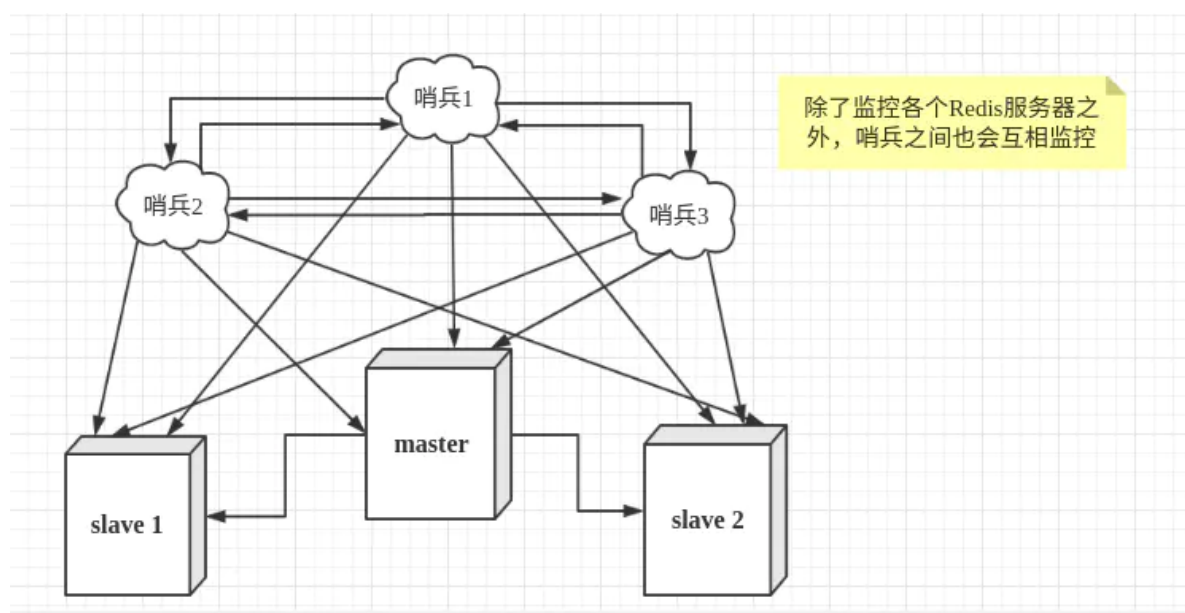 哨兵1
除了监控各个Redis服务器之
外，哨兵之间也会互相监控
哨兵2
哨兵3
master
slave 1
slave 2